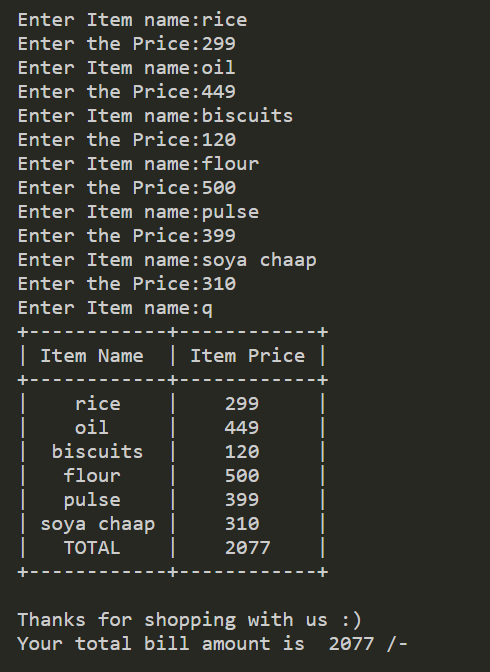 Enter Item name:rice
Enter the Price:299
Enter Item name:oil
Enter the Price:449
Enter Item name:biscuits
Enter the Price:120
Enter Item name:flour
Enter the Price:500
Enter Item name:pulse
Enter the Price:399
Enter Item name:soya chaap
Enter the Price:310
Enter Item name:q
+------------+------------+
| Item Name  | Item Price |
+------------+------------+
|    rice    |    299     |
|    oil     |    449     |
|  biscuits  |    120     |
|   flour    |    500     |
|   pulse    |    399     |
| soya chaap |    310     |
|   TOTAL    |    2077    |
+------------+------------+

Thanks for shopping with us :)
Your total bill amount is  2077 /-